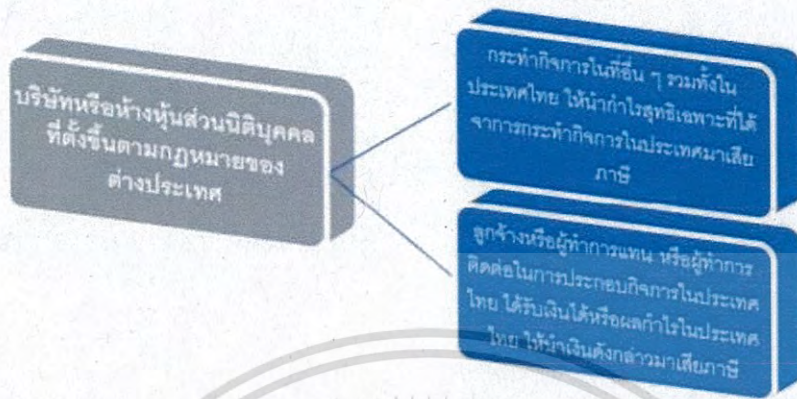 บริษัทหรือห้างหุ้นส่วนนิติบุคคล
ที่ตั้งขึ้นตามกฎหมายของ
ต่างประเทศ
กระทำกิจการในที่อื่น ๆ รวมทั้งใน
ประเทศไทย ให้นำกำไรสุทธิเฉพาะที่ได้
จากการกระทำกิจการในประเทศมาเสีย
ภาษี
ลูกจ้างหรือผู้ทำการแทน หรือผู้ทำการ
ติดต่อในการประกอบกิจการในประเทศ
ไทย ได้รับเงินได้หรือผลกำไรในประเทศ
ไทย ให้นำเงินดังกล่าวมาเสียภาษี